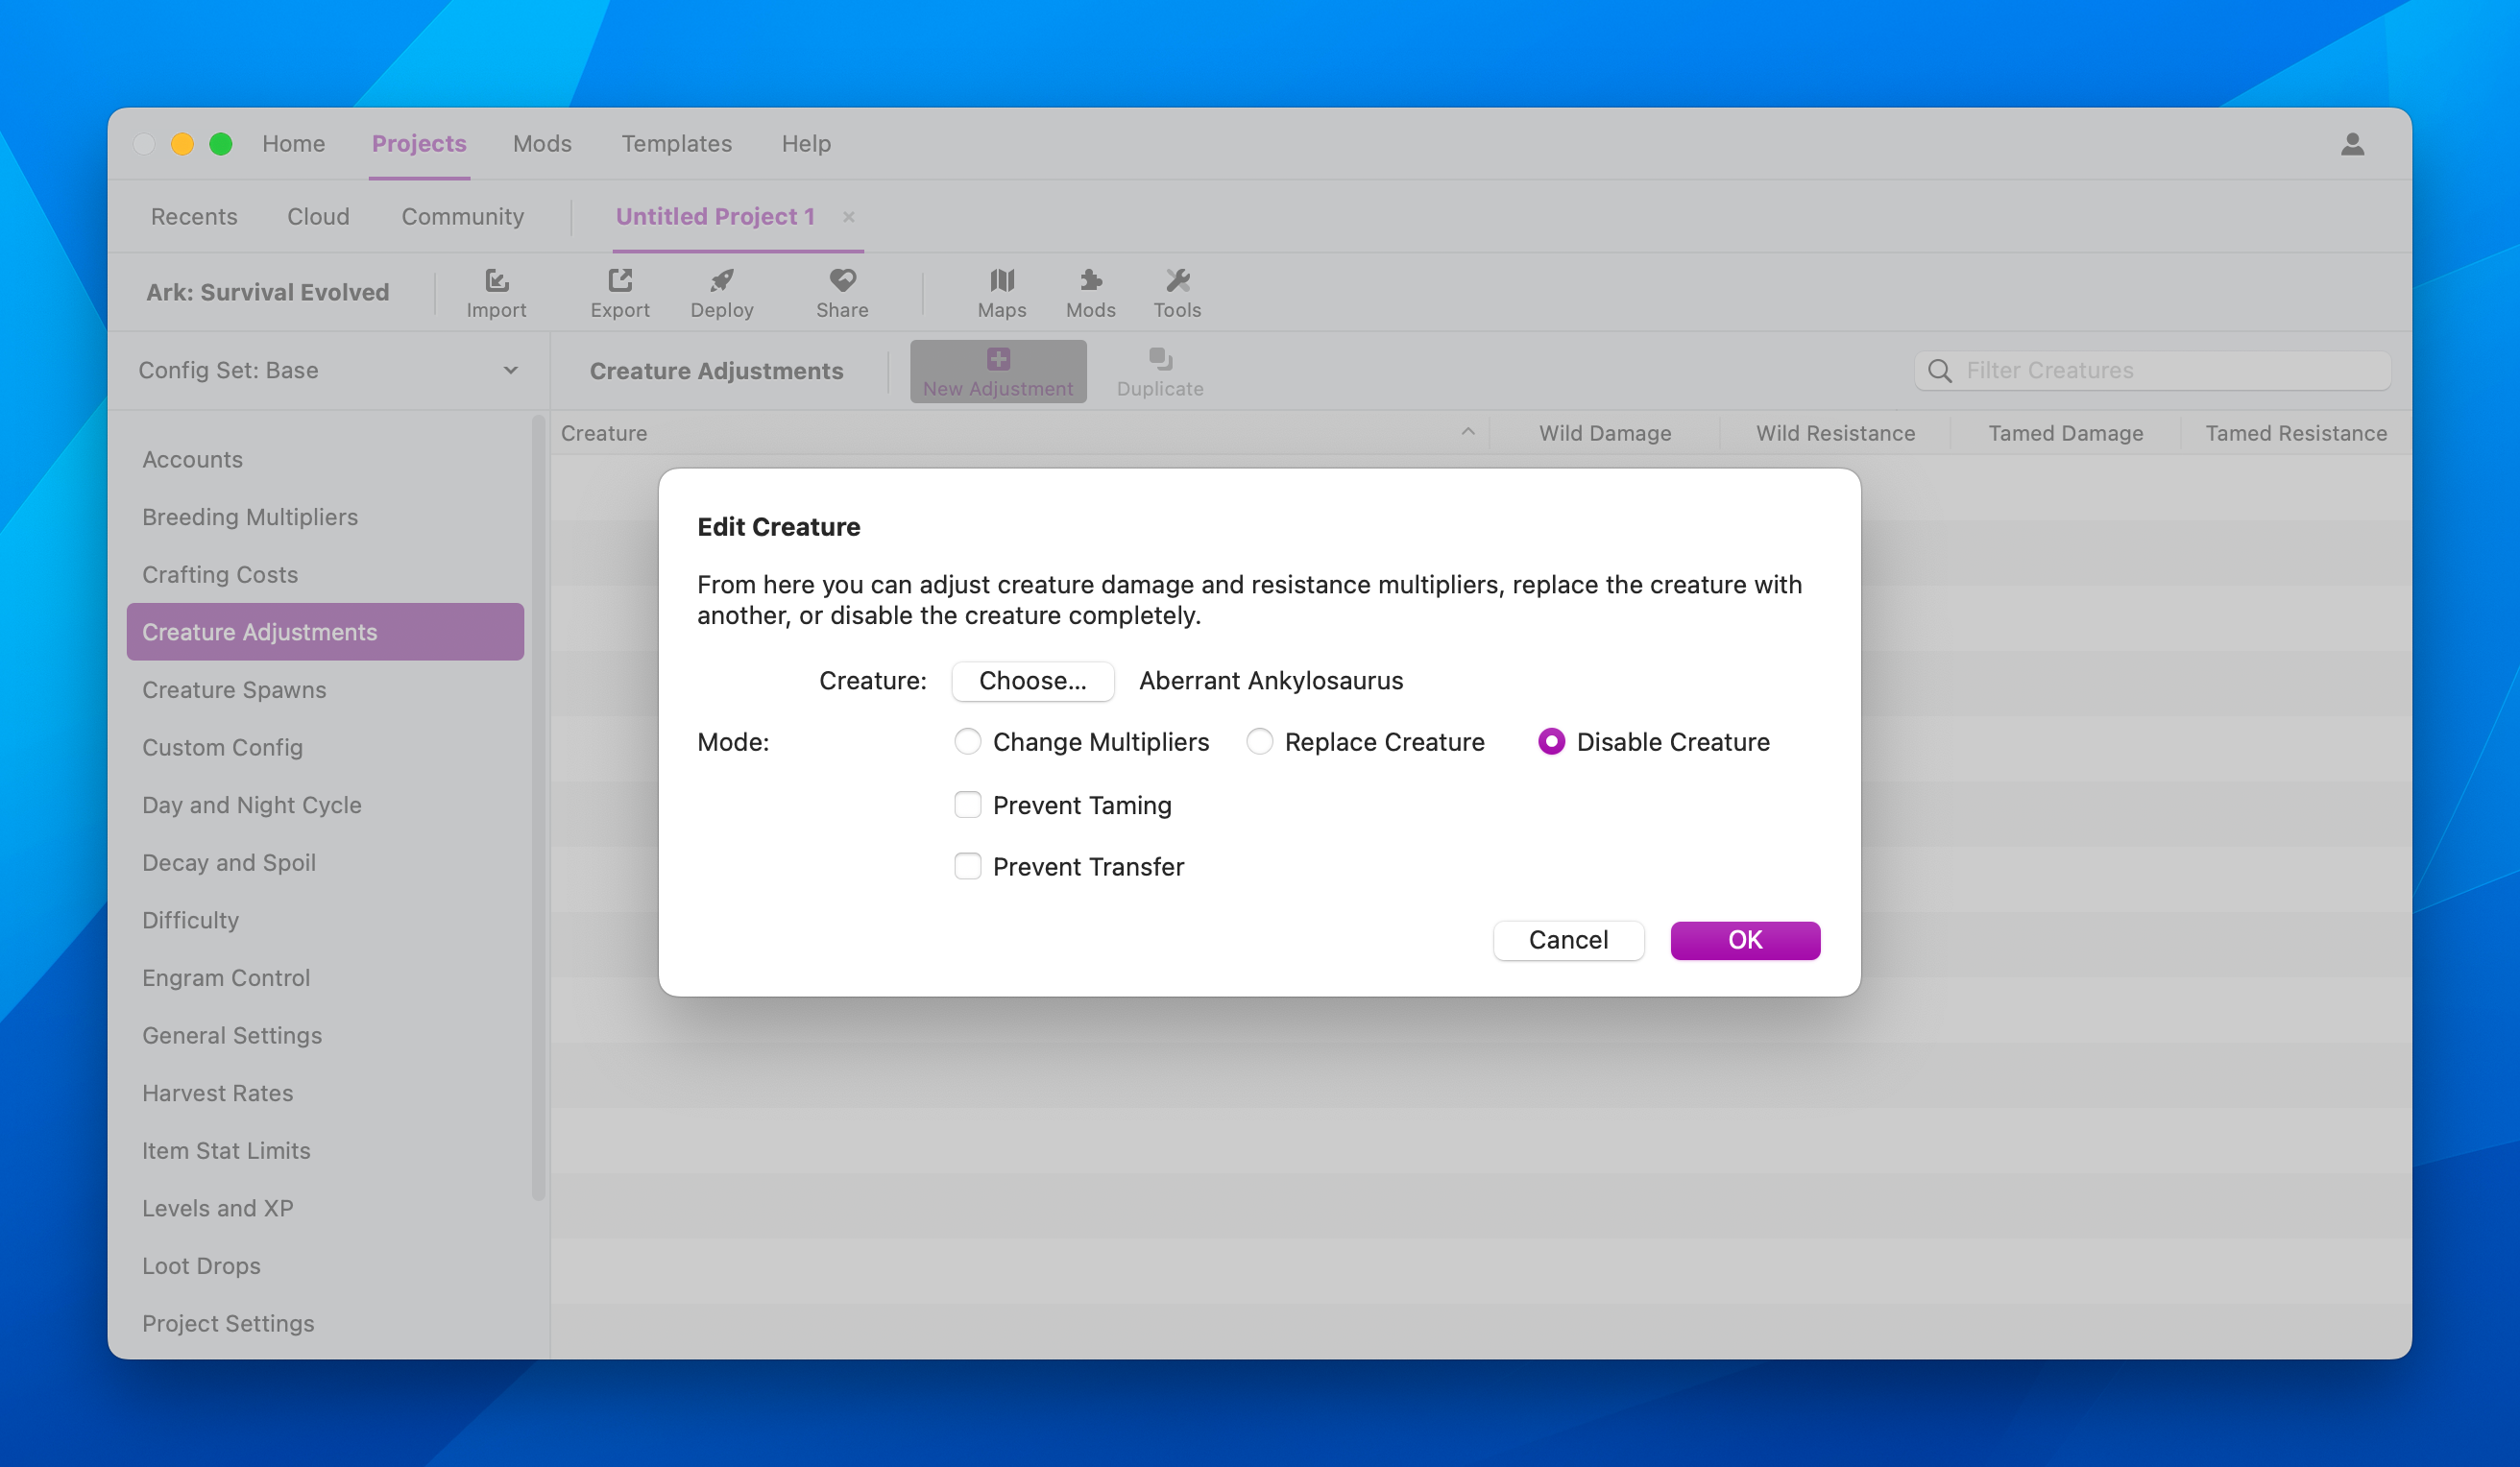 Home Projects Mods Templates Help
Recents Cloud Community Untitled Project 1 ×
Ark: Survival Evolved Import Export Deploy Share Maps Mods Tools
Config Set: Base
Creature Adjustments New Adjustment Duplicate Filter Creatures
Creature Wild Damage Wild Resistance Tamed Damage Tamed Resistance
Accounts
Breeding Multipliers
Crafting Costs
Creature Adjustments
Creature Spawns
Custom Config
Day and Night Cycle
Decay and Spoil
Difficulty
Engram Control
General Settings
Harvest Rates
Item Stat Limits
Levels and XP
Loot Drops
Project Settings
Edit Creature
From here you can adjust creature damage and resistance multipliers, replace the creature with
another, or disable the creature completely.
Creature: Choose... Aberrant Ankylosaurus
Mode: Change Multipliers Replace Creature Disable Creature
Prevent Taming
Prevent Transfer
Cancel OK